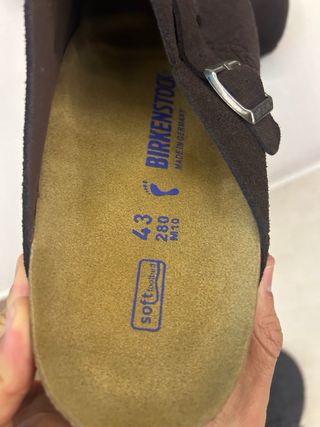 BIRKENSTOCK
MADE IN GERMANY
43
280
M10
soft
footbed